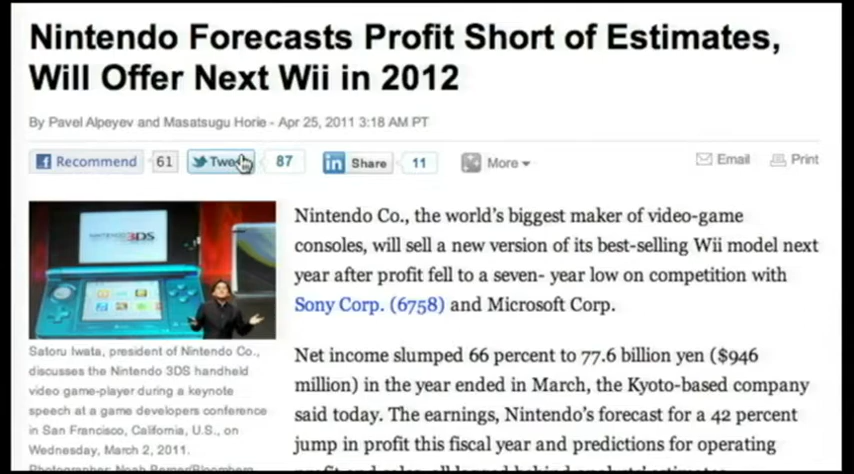 Nintendo Forecasts Profit Short of Estimates,
Will Offer Next Wii in 2012
By Pavel Alpeyev and Masatsugu Horie - Apr 25, 2011 3:18 AM PT
Recommend 61 Tweet 87 in Share 11 More Email Print
NINTENDO 3DS
Nintendo Co., the world's biggest maker of video-game
consoles, will sell a new version of its best-selling Wii model next
year after profit fell to a seven- year low on competition with
Sony Corp. (6758) and Microsoft Corp.
Satoru Iwata, president of Nintendo Co.,
discusses the Nintendo 3DS handheld
video game-player during a keynote
speech at a game developers conference
in San Francisco, California, U.S., on
Wednesday, March 2, 2011.
Photographer: Noah Berger/Bloomberg
Net income slumped 66 percent to 77.6 billion yen ($946
million) in the year ended in March, the Kyoto-based company
said today. The earnings, Nintendo's forecast for a 42 percent
jump in profit this fiscal year and predictions for operating